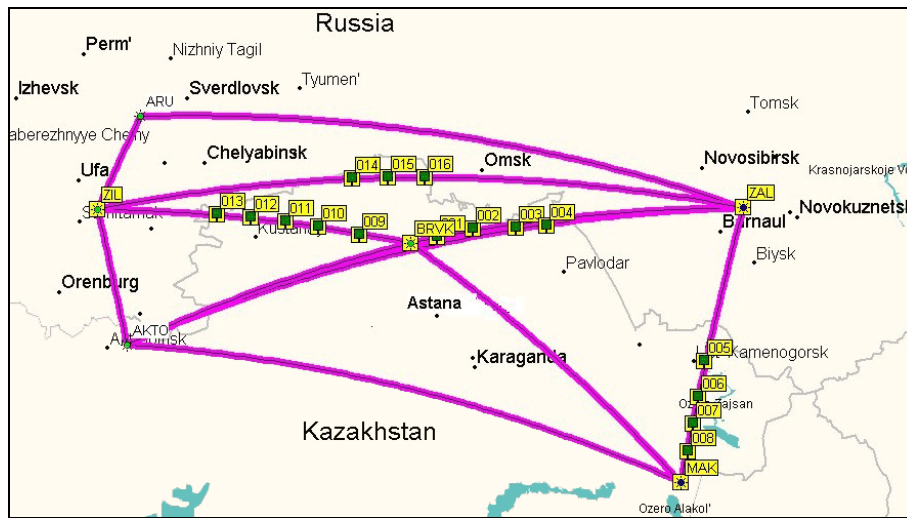 Russia
Perm'
Nizhniy Tagil
Tyumen'
Izhevsk
Sverdlovsk
ARU
Tomsk
aberezhnyye Chelny
Chelyabinsk
014
015
016
Omsk
Novosibirsk
Ufa
ZIL
ZAL
013
012
011
010
009
BRVK
002
003
004
Barnaul
Novokuznetsk
Biysk
Pavlodar
Orenburg
Astana
AKTO
Karaganda
005
Kamenogorsk
006
007
008
MAK
Kazakhstan
Ozero Alakol'